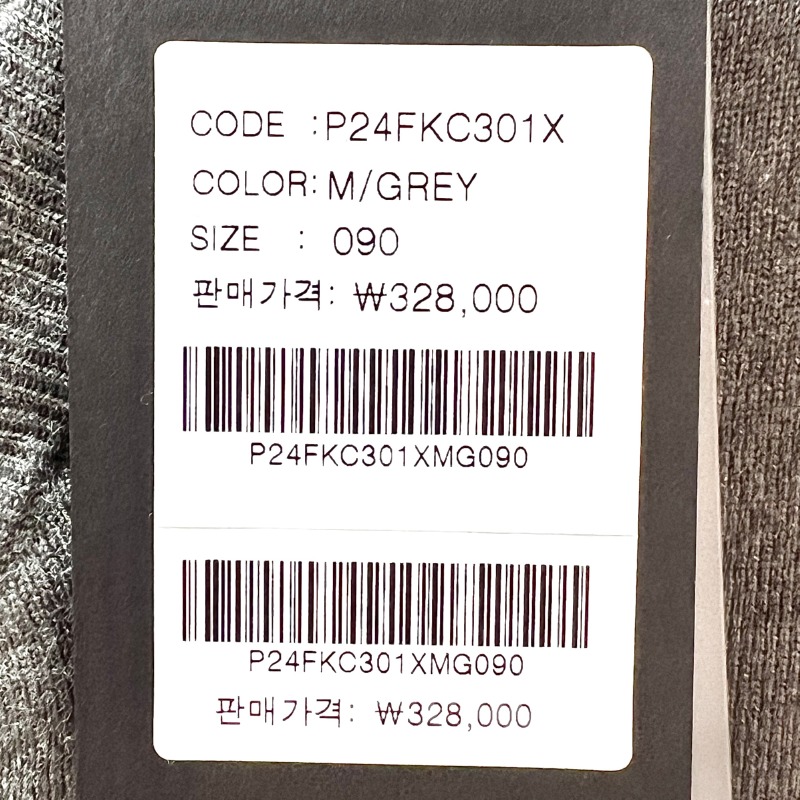 CODE :P24FKC301X
COLOR:M/GREY
SIZE : 090
판매가격: ₩328,000
P24FKC301XMG090
P24FKC301XMG090
판매가격: ₩328,000